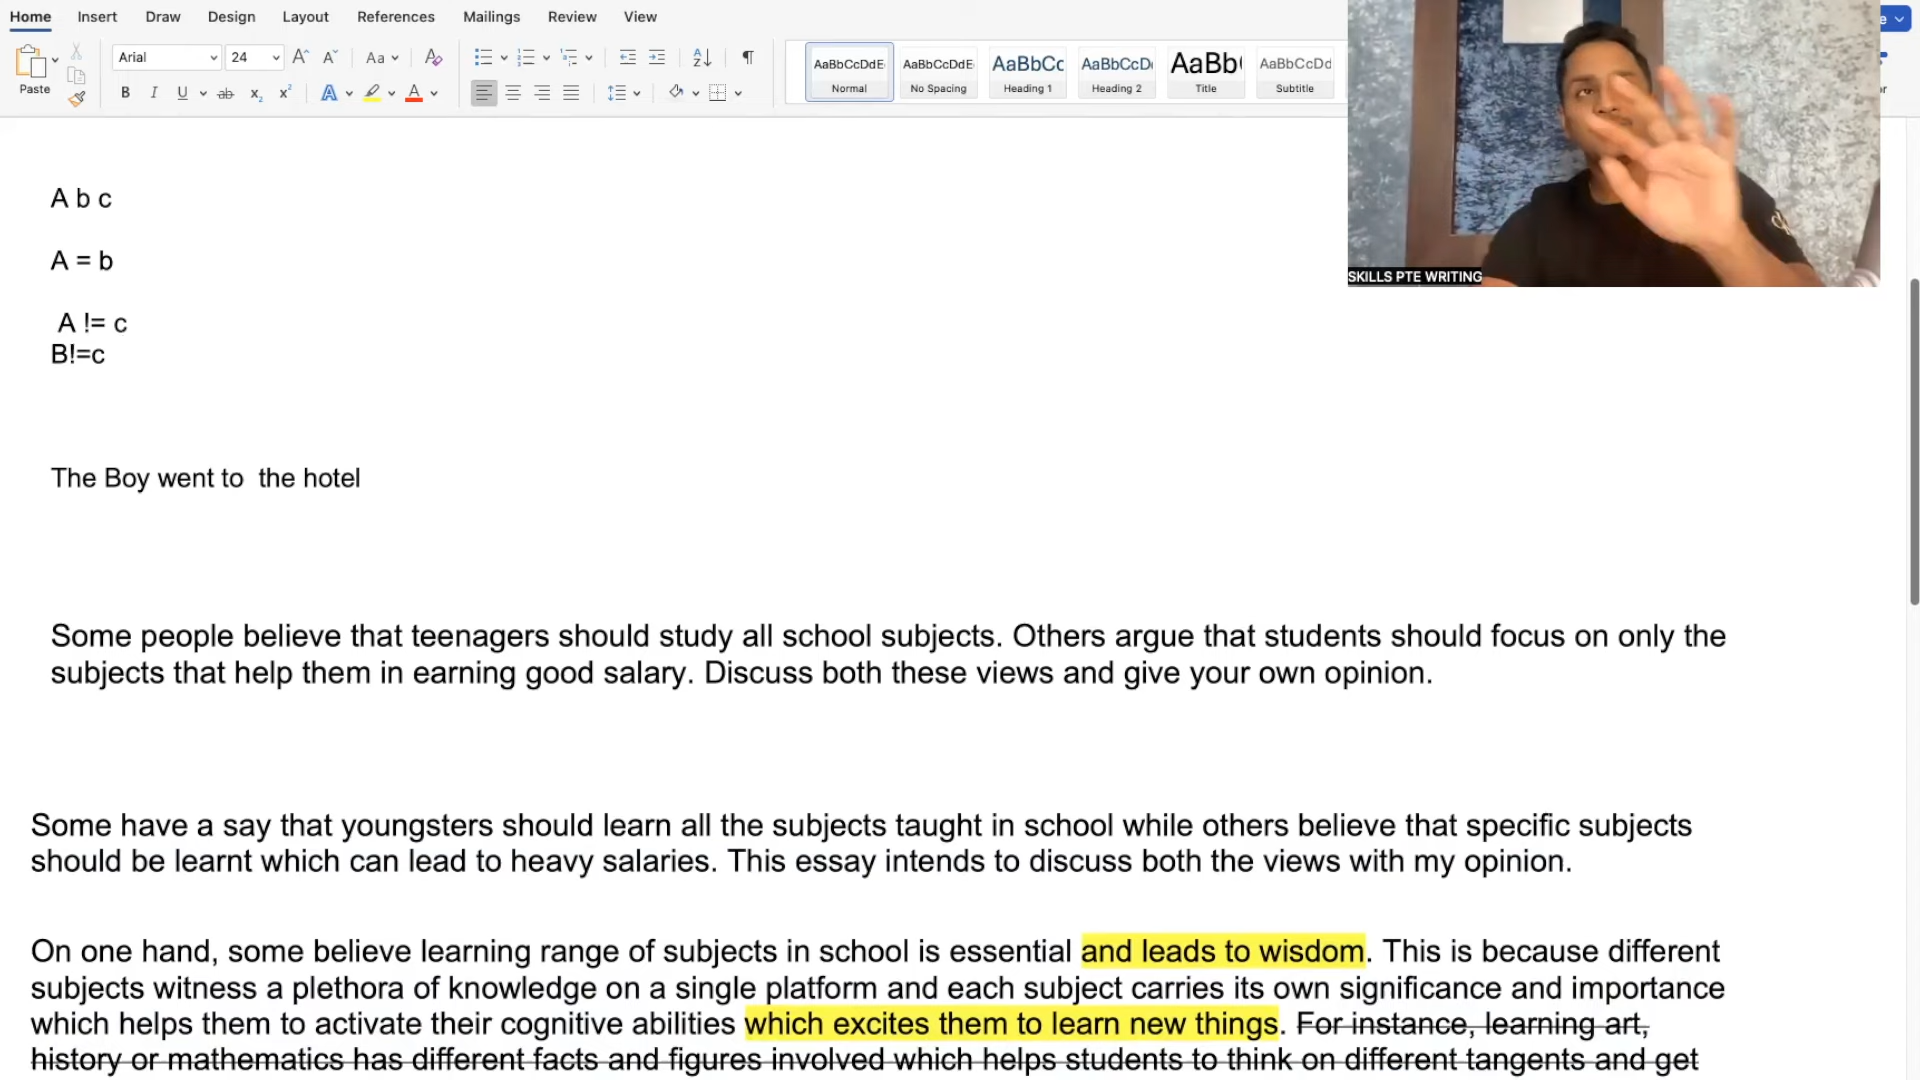 Home Insert Draw Design Layout References Mailings Review View
Paste
Arial 24
AaBbCcDdE AaBbCcDdE AaBbCc AaBbCcD AaBb AaBbCcDd
Normal No Spacing Heading 1 Heading 2 Title Subtitle
SKILLS PTE WRITING
A b c
A = b
A != c
B!=c
The Boy went to  the hotel
Some people believe that teenagers should study all school subjects. Others argue that students should focus on only the
subjects that help them in earning good salary. Discuss both these views and give your own opinion.
Some have a say that youngsters should learn all the subjects taught in school while others believe that specific subjects
should be learnt which can lead to heavy salaries. This essay intends to discuss both the views with my opinion.
On one hand, some believe learning range of subjects in school is essential and leads to wisdom. This is because different
subjects witness a plethora of knowledge on a single platform and each subject carries its own significance and importance
which helps them to activate their cognitive abilities which excites them to learn new things. For instance, learning art,
history or mathematics has different facts and figures involved which helps students to think on different tangents and get